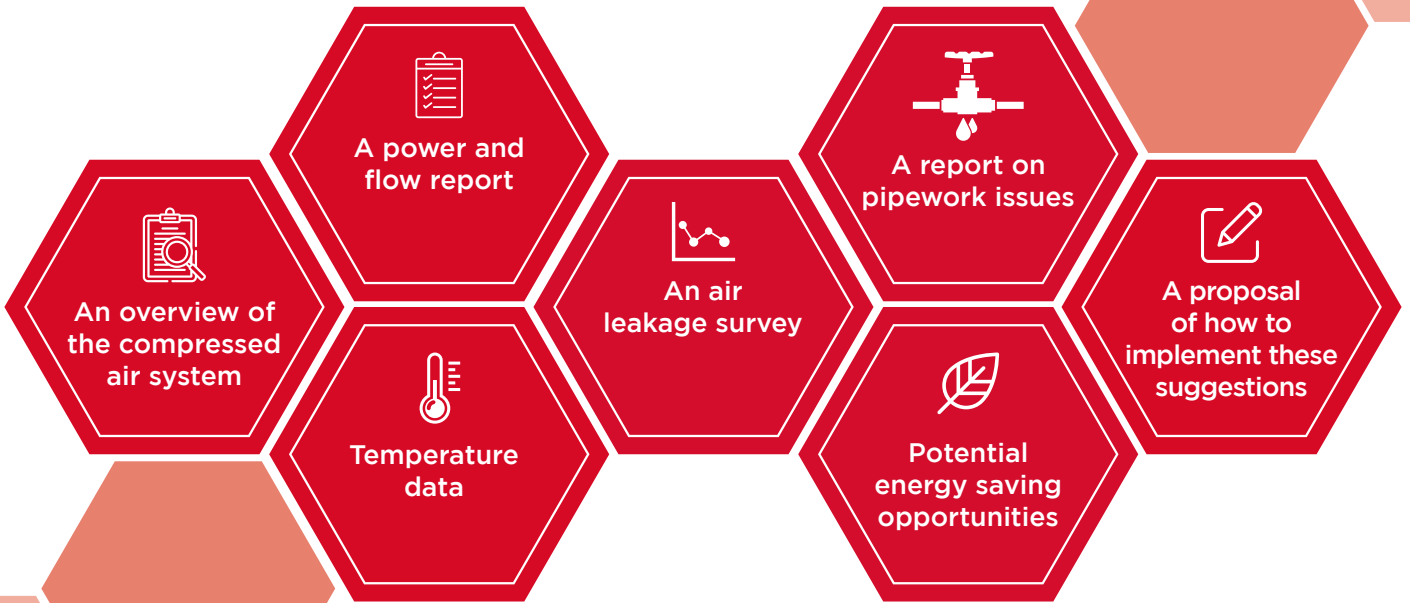 An overview of
the compressed
air system
A power and
flow report
Temperature
data
An air
leakage survey
A report on
pipework issues
Potential
energy saving
opportunities
A proposal
of how to
implement these
suggestions